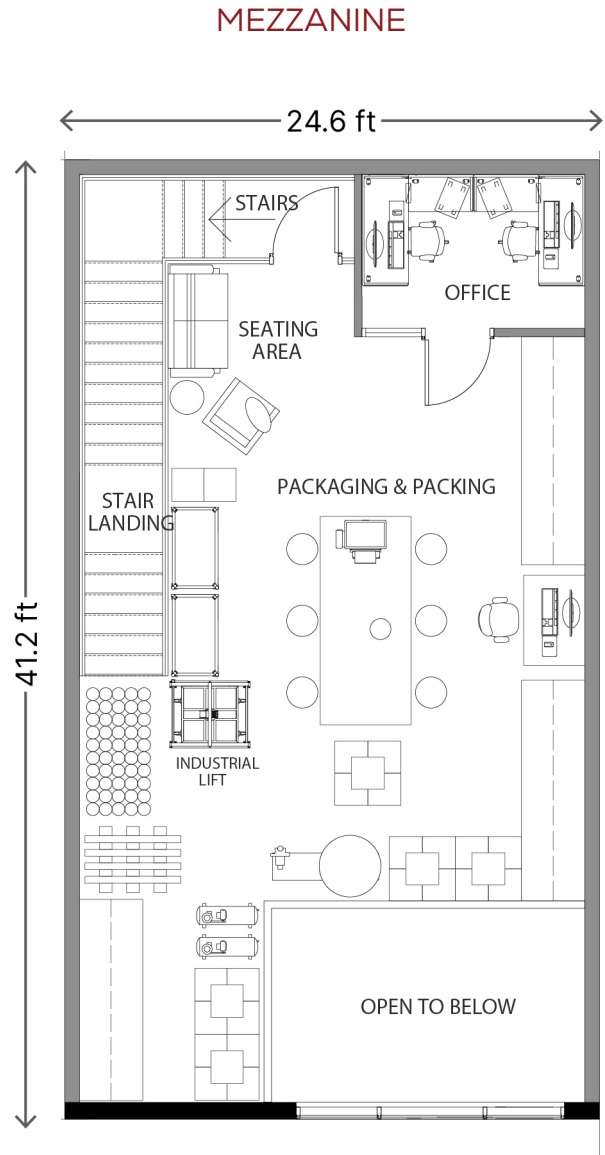 MEZZANINE
24.6 ft
STAIRS
OFFICE
SEATING
AREA
PACKAGING & PACKING
STAIR
LANDING
41.2 ft
INDUSTRIAL
LIFT
OPEN TO BELOW